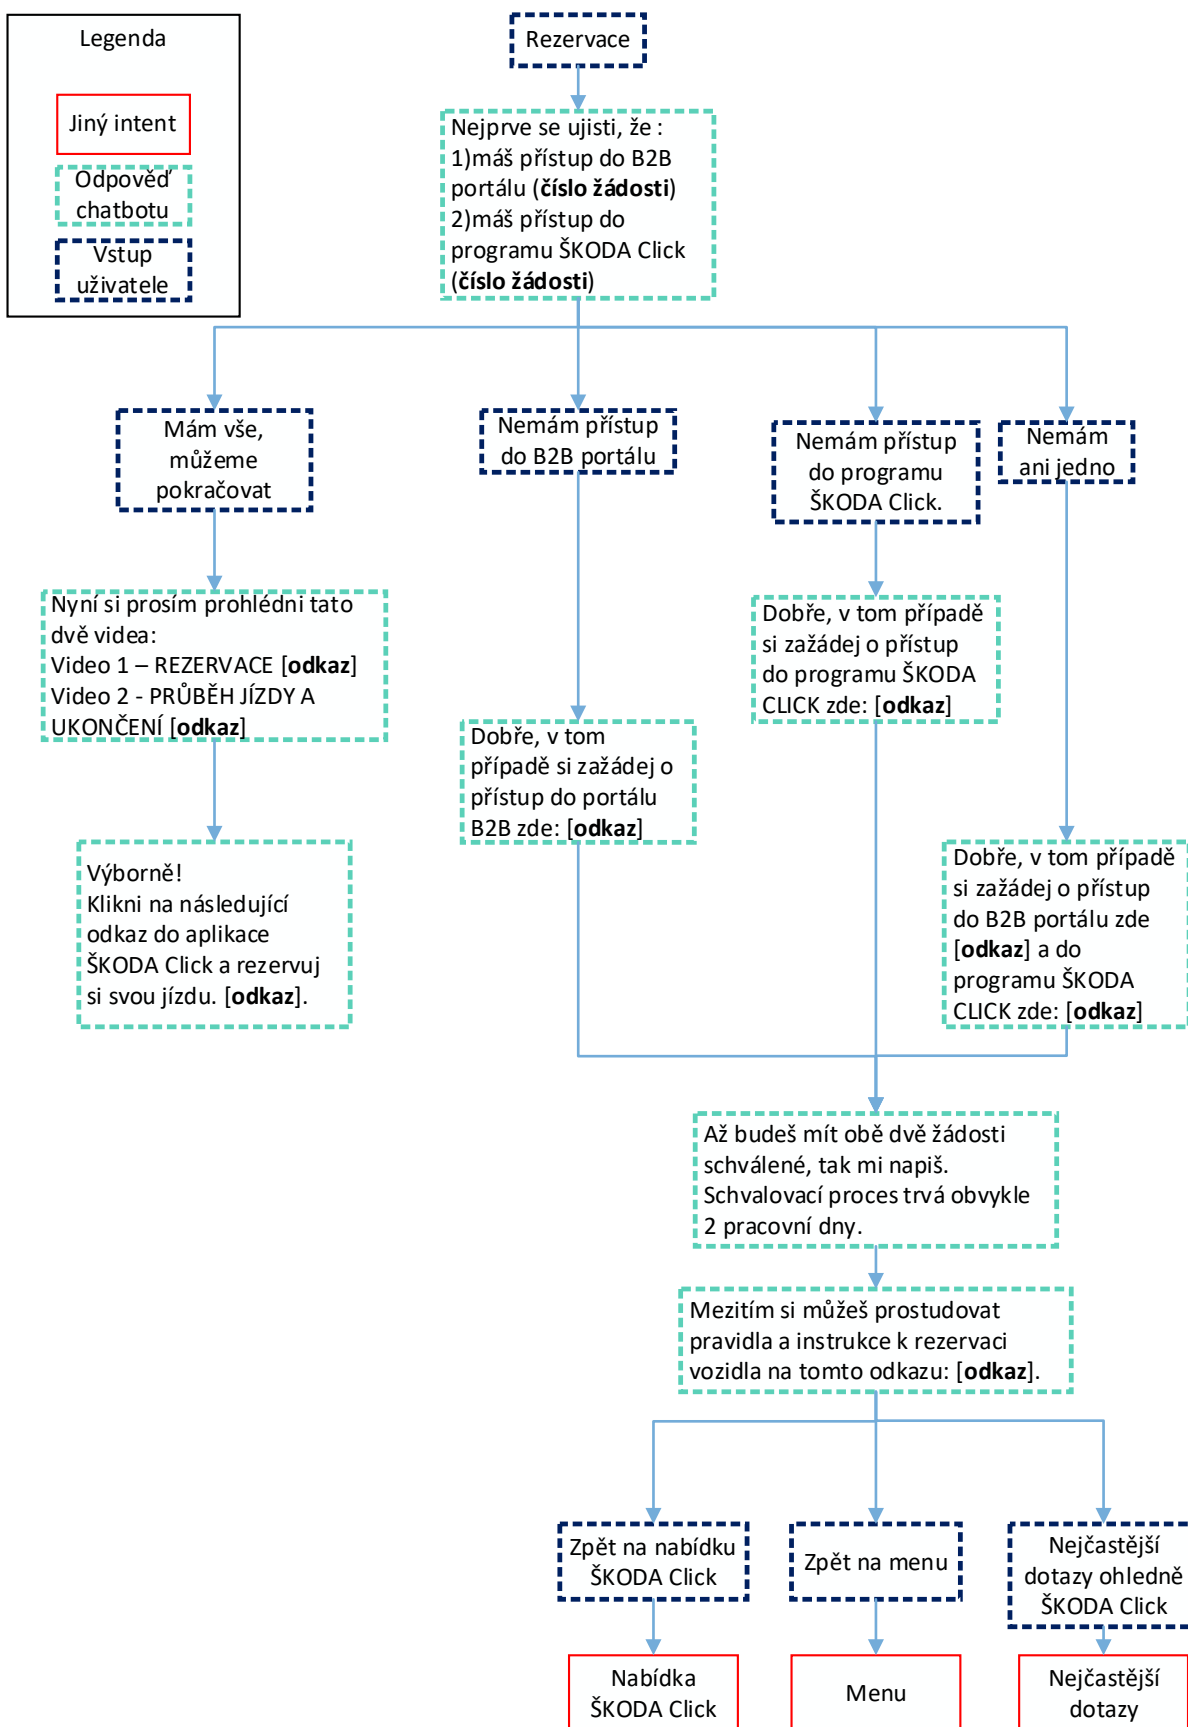 Legenda
Jiný intent
Odpověď
chatbotu
Vstup
uživatele
Rezervace
Nejprve se ujisti, že :
1)máš přístup do B2B
portálu (číslo žádosti)
2)máš přístup do
programu ŠKODA Click
(číslo žádosti)
Mám vše,
můžeme
pokračovat
Nemám přístup
do B2B portálu
Nemám přístup
do programu
ŠKODA Click.
Nemám
ani jedno
Nyní si prosím prohlédni tato
dvě videa:
Video 1 – REZERVACE [odkaz]
Video 2 - PRŮBĚH JÍZDY A
UKONČENÍ [odkaz]
Dobře, v tom případě
si zažádej o přístup
do programu ŠKODA
CLICK zde: [odkaz]
Dobře, v tom
případě si zažádej o
přístup do portálu
B2B zde: [odkaz]
Výborně!
Klikni na následující
odkaz do aplikace
ŠKODA Click a rezervuj
si svou jízdu. [odkaz].
Dobře, v tom případě
si zažádej o přístup
do B2B portálu zde
[odkaz] a do
programu ŠKODA
CLICK zde: [odkaz]
Až budeš mít obě dvě žádosti
schválené, tak mi napiš.
Schvalovací proces trvá obvykle
2 pracovní dny.
Mezitím si můžeš prostudovat
pravidla a instrukce k rezervaci
vozidla na tomto odkazu: [odkaz].
Zpět na nabídku
ŠKODA Click
Zpět na menu
Nejčastější
dotazy ohledně
ŠKODA Click
Nabídka
ŠKODA Click
Menu
Nejčastější
dotazy